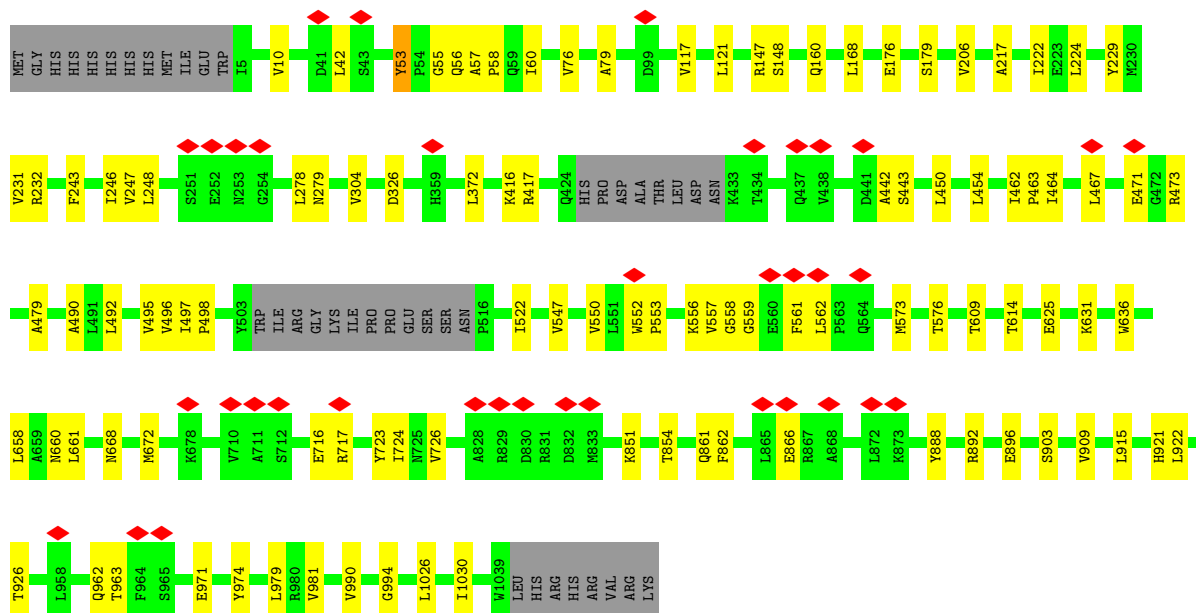 MET GLY HIS HIS HIS HIS HIS HIS MET ILE GLU TRP I5 V10 D41 L42 S43 Y53 P54 G55 Q56 A57 P58 Q59 I60 V76 A79 D99 V117 L121 R147 S148 Q160 L168 E176 S179 V206 A217 I222 E223 L224 Y229 M230
V231 R232 F243 I246 V247 L248 S251 E252 N253 G254 L278 N279 V304 D326 H359 L372 K416 R417 Q424 HIS PRO ASP ALA THR LEU ASP ASN K433 T434 Q437 V438 D441 A442 S443 L450 L454 I462 P463 I464 L467 E471 G472 R473
A479 A490 L491 L492 V495 V496 I497 P498 Y503 TRP ILE ARG GLY LYS ILE PRO PRO GLU SER SER ASN P516 I522 V547 V550 L551 W552 P553 K556 V557 G558 G559 E560 F561 L562 P563 Q564 M573 T576 T609 T614 E625 K631 W636
L658 A659 N660 L661 N668 M672 K678 V710 A711 S712 E716 R717 Y723 I724 N725 V726 A828 R829 D830 R831 D832 M833 K851 T854 Q861 F862 L865 E866 R867 A868 L872 K873 Y888 R892 E896 S903 V909 L915 H921 L922
T926 L958 Q962 T963 F964 S965 E971 Y974 L979 R980 V981 V990 G994 L1026 I1030 W1039 LEU HIS ARG HIS ARG VAL ARG LYS